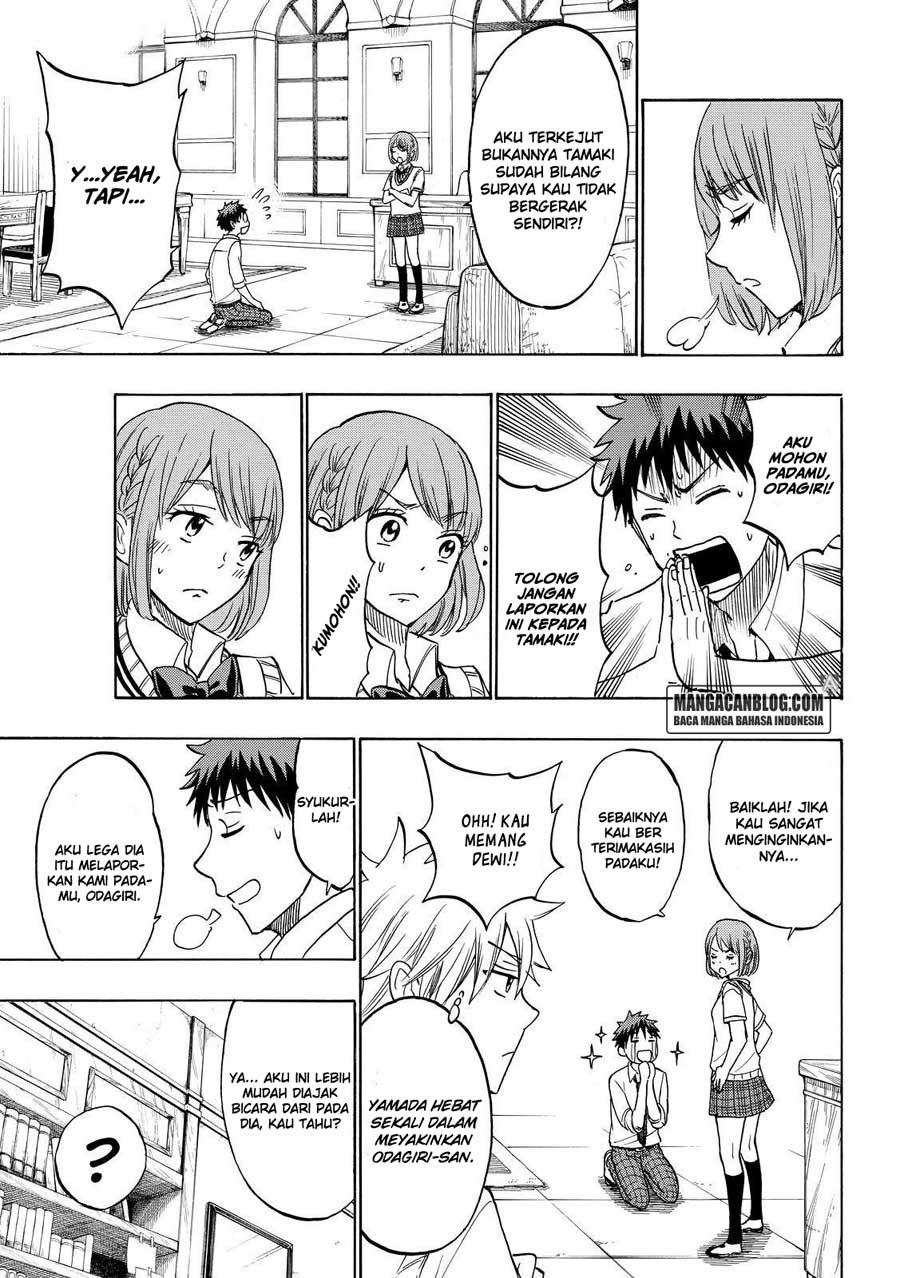 AKU TERKEJUT
BUKANNYA TAMAKI
SUDAH BILANG
SUPAYA KAU TIDAK
BERGERAK
SENDIRI?!
Y...YEAH,
TAPI...
AKU
MOHON
PADAMU,
ODAGIRI!
TOLONG
JANGAN
LAPORKAN
INI KEPADA
TAMAKI!!
KUMOHON!!
MANGACANBLOG.COM
BACA MANGA BAHASA INDONESIA
BAIKLAH! JIKA
KAU SANGAT
MENGINGINKAN-
NYA...
SEBAIKNYA
KAU BER
TERIMAKASIH
PADAKU!
OHH! KAU
MEMANG
DEWI!!
YAMADA HEBAT
SEKALI DALAM
MEYAKINKAN
ODAGIRI-SAN.
SYUKUR-
LAH!
AKU LEGA DIA
ITU MELAPOR-
KAN KAMI PADA-
MU, ODAGIRI.
YA... AKU INI LEBIH
MUDAH DIAJAK
BICARA DARI PADA
DIA, KAU TAHU?
?